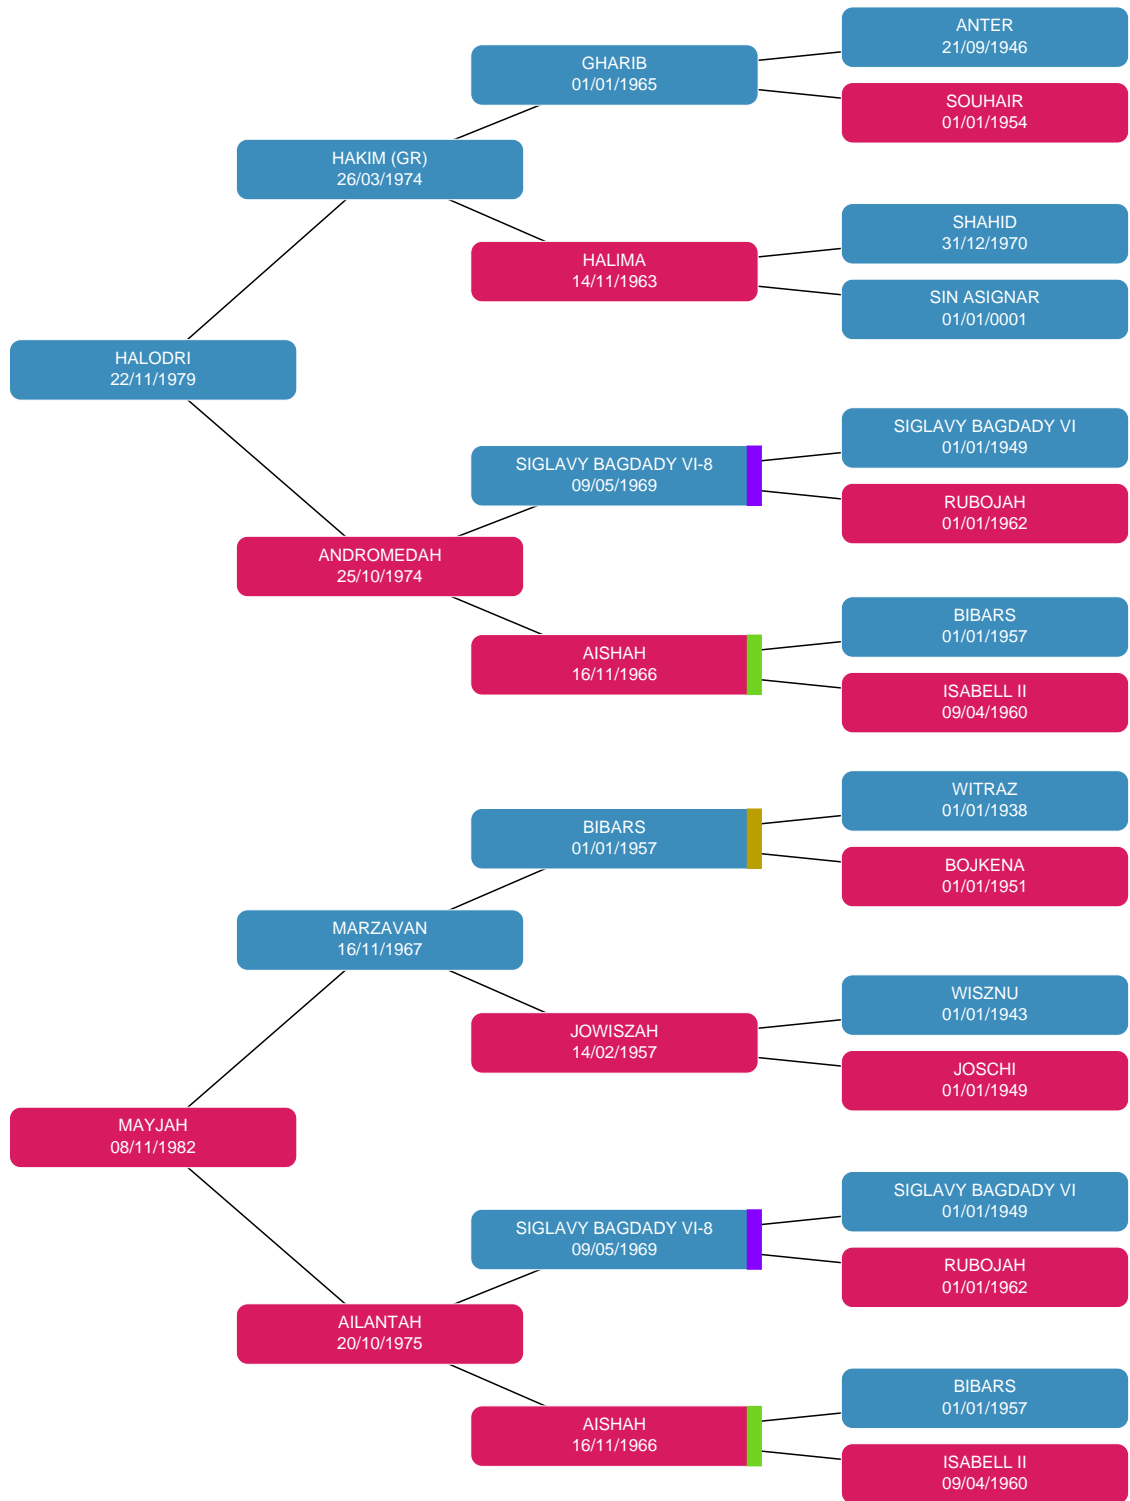 ANTER
21/09/1946
GHARIB
01/01/1965
SOUHAIR
01/01/1954
HAKIM (GR)
26/03/1974
SHAHID
31/12/1970
HALIMA
14/11/1963
SIN ASIGNAR
01/01/0001
HALODRI
22/11/1979
SIGLAVY BAGDADY VI
01/01/1949
SIGLAVY BAGDADY VI-8
09/05/1969
RUBOJAH
01/01/1962
ANDROMEDAH
25/10/1974
BIBARS
01/01/1957
AISHAH
16/11/1966
ISABELL II
09/04/1960
WITRAZ
01/01/1938
BIBARS
01/01/1957
BOJKENA
01/01/1951
MARZAVAN
16/11/1967
WISZNU
01/01/1943
JOWISZAH
14/02/1957
JOSCHI
01/01/1949
MAYJAH
08/11/1982
SIGLAVY BAGDADY VI
01/01/1949
SIGLAVY BAGDADY VI-8
09/05/1969
RUBOJAH
01/01/1962
AILANTAH
20/10/1975
BIBARS
01/01/1957
AISHAH
16/11/1966
ISABELL II
09/04/1960